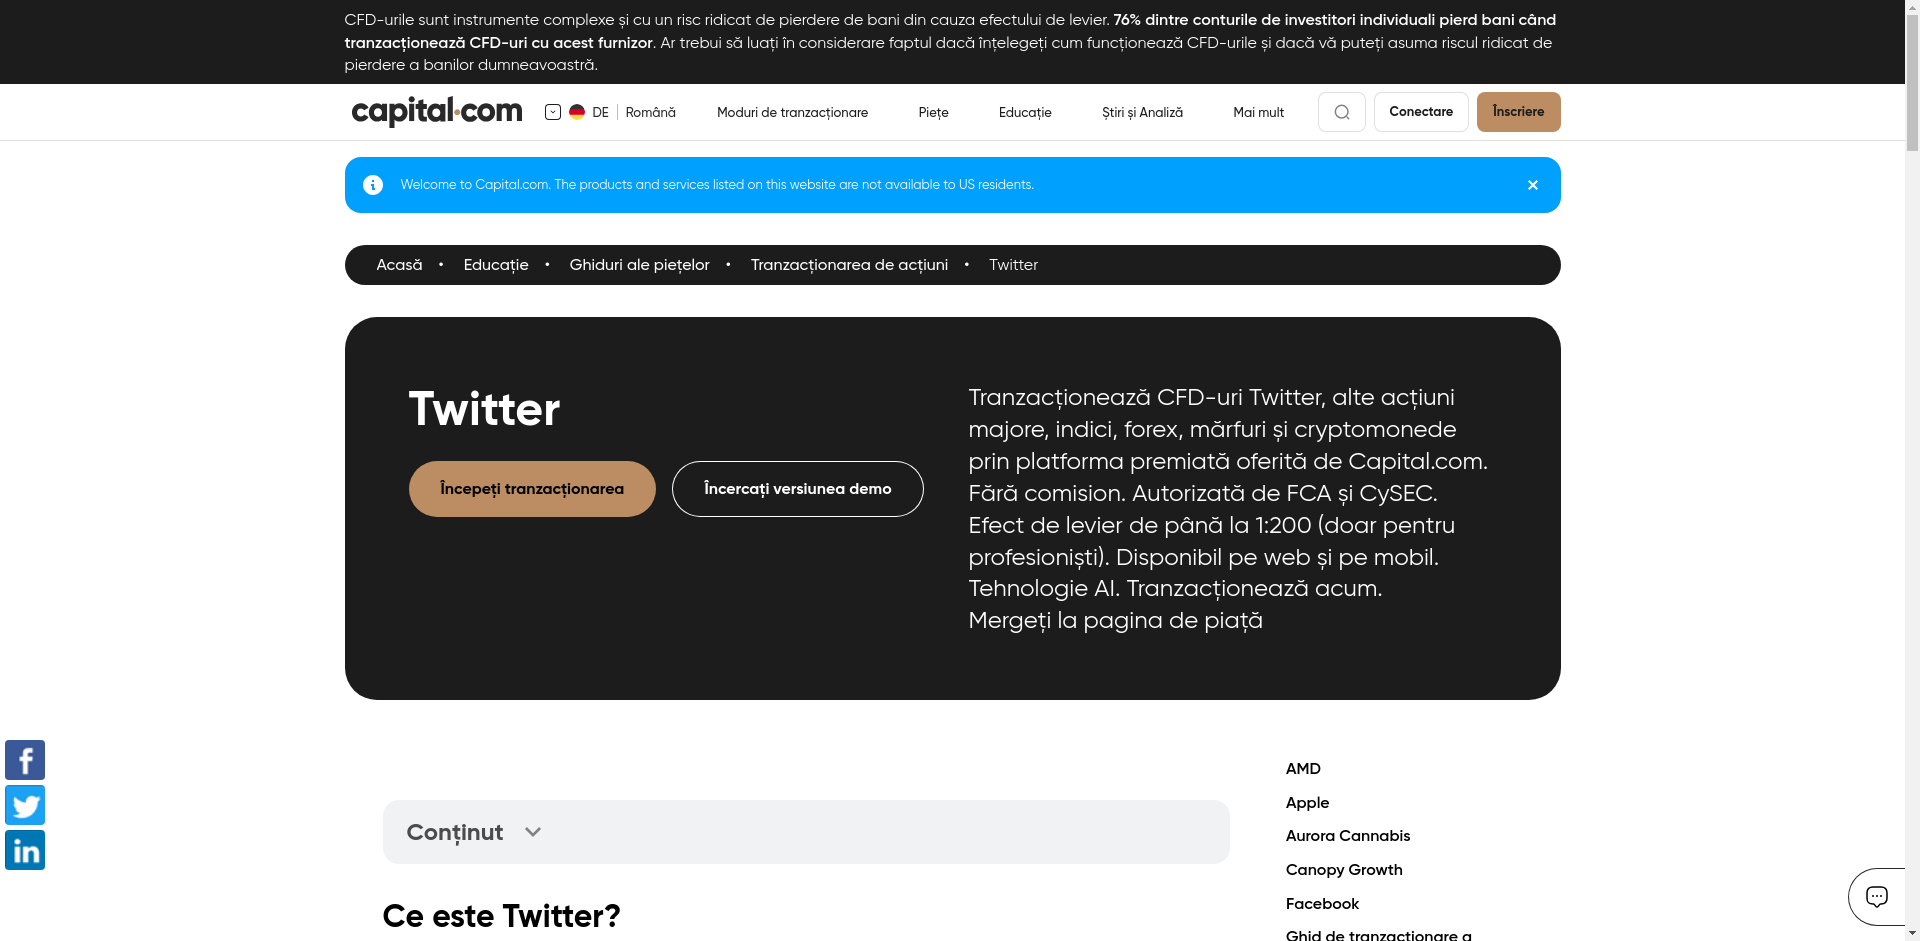 CFD-urile sunt instrumente complexe și cu un risc ridicat de pierdere de bani din cauza efectului de levier. 76% dintre conturile de investitori individuali pierd bani când
tranzacționează CFD-uri cu acest furnizor. Ar trebui să luați în considerare faptul dacă înțelegeți cum funcționează CFD-urile și dacă vă puteți asuma riscul ridicat de
pierdere a banilor dumneavoastră.
capital.com DE Română Moduri de tranzacționare Piețe Educație Știri și Analiză Mai mult Conectare Înscriere
Welcome to Capital.com. The products and services listed on this website are not available to US residents.
Acasă • Educație • Ghiduri ale piețelor • Tranzacționarea de acțiuni • Twitter
Twitter
Începeți tranzacționarea Încercați versiunea demo
Tranzacționează CFD-uri Twitter, alte acțiuni
majore, indici, forex, mărfuri și cryptomonede
prin platforma premiată oferită de Capital.com.
Fără comision. Autorizată de FCA și CySEC.
Efect de levier de până la 1:200 (doar pentru
profesioniști). Disponibil pe web și pe mobil.
Tehnologie AI. Tranzacționează acum.
Mergeți la pagina de piață
Conținut
Ce este Twitter?
AMD
Apple
Aurora Cannabis
Canopy Growth
Facebook
Ghid de tranzacționare a